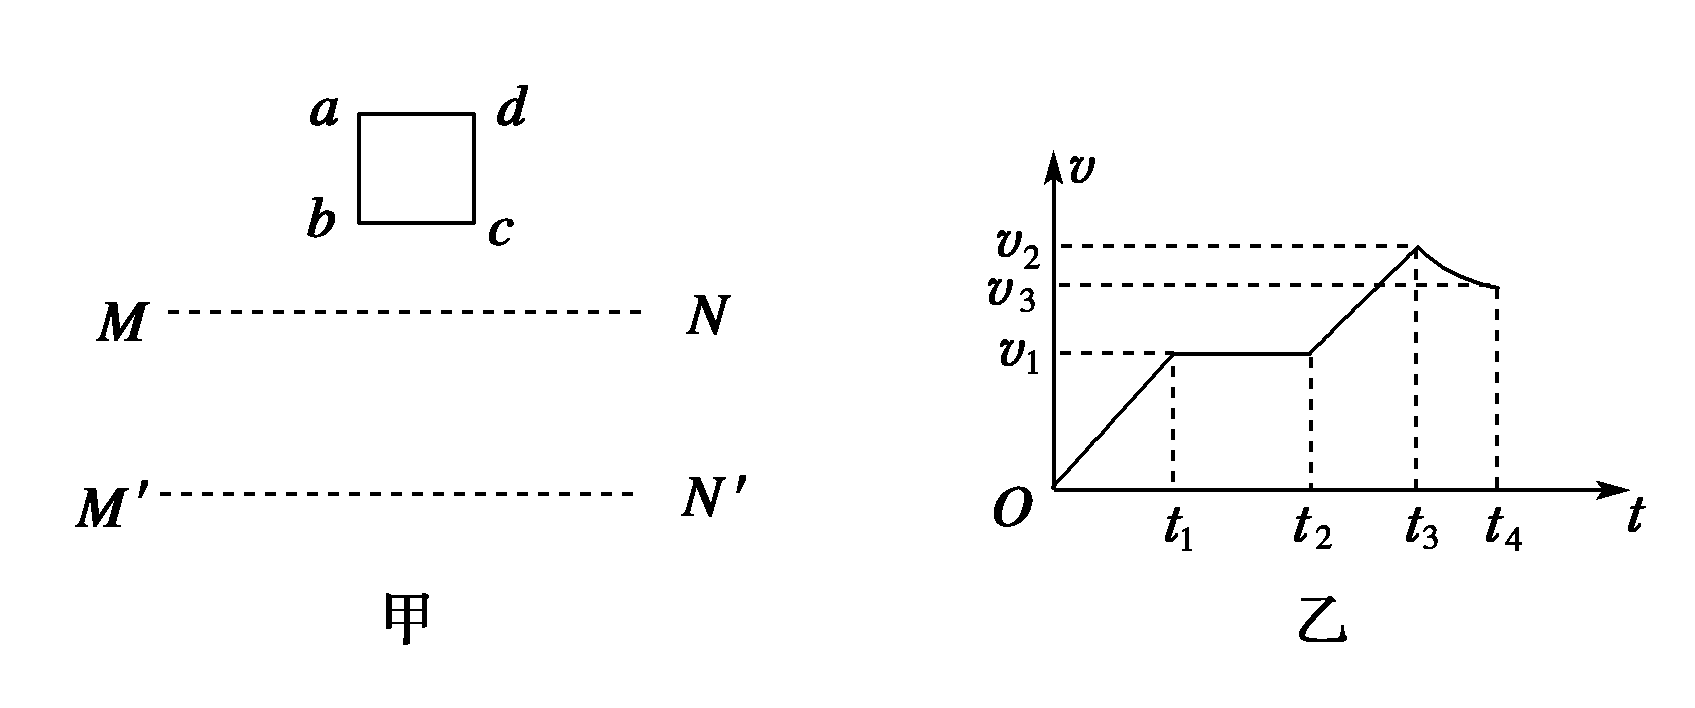 a d
b c
M N
M′ N′
甲
v
v2
v3
v1
O t1 t2 t3 t4 t
乙